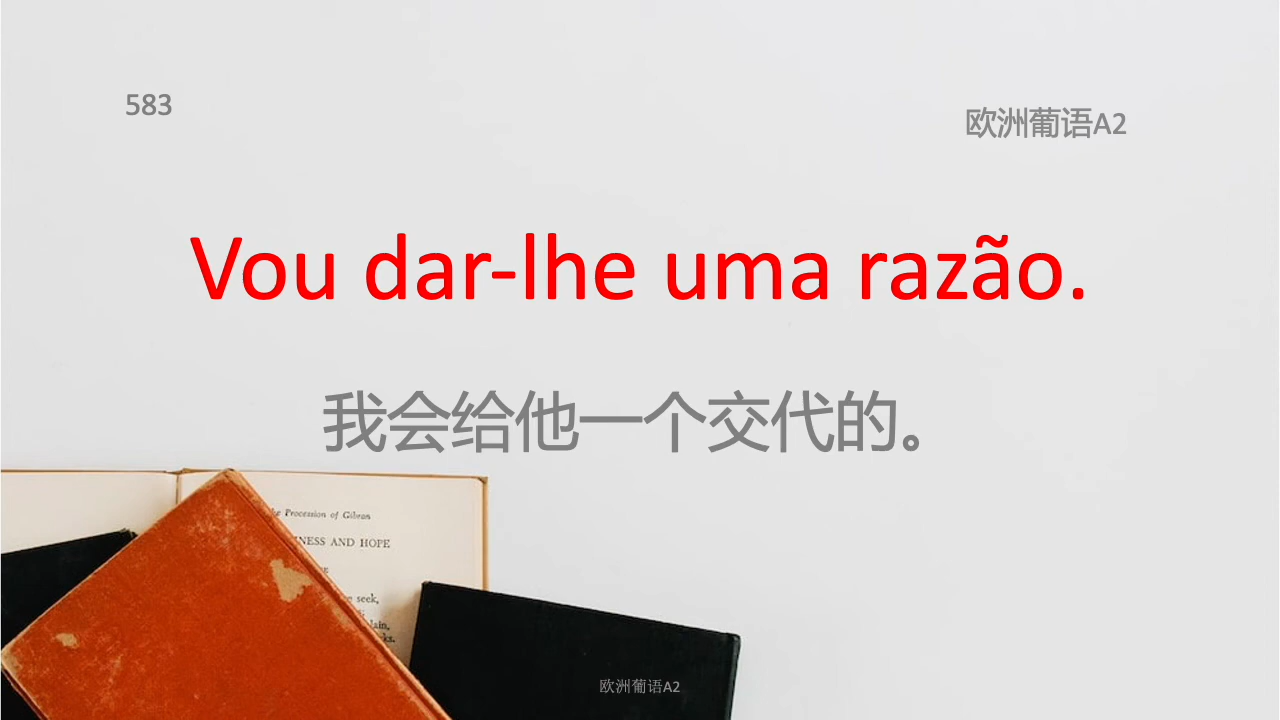 583
欧洲葡语A2
Vou dar-lhe uma razão.
我会给他一个交代的。
Procession of Gibran
AND HOPE
seek,
欧洲葡语A2